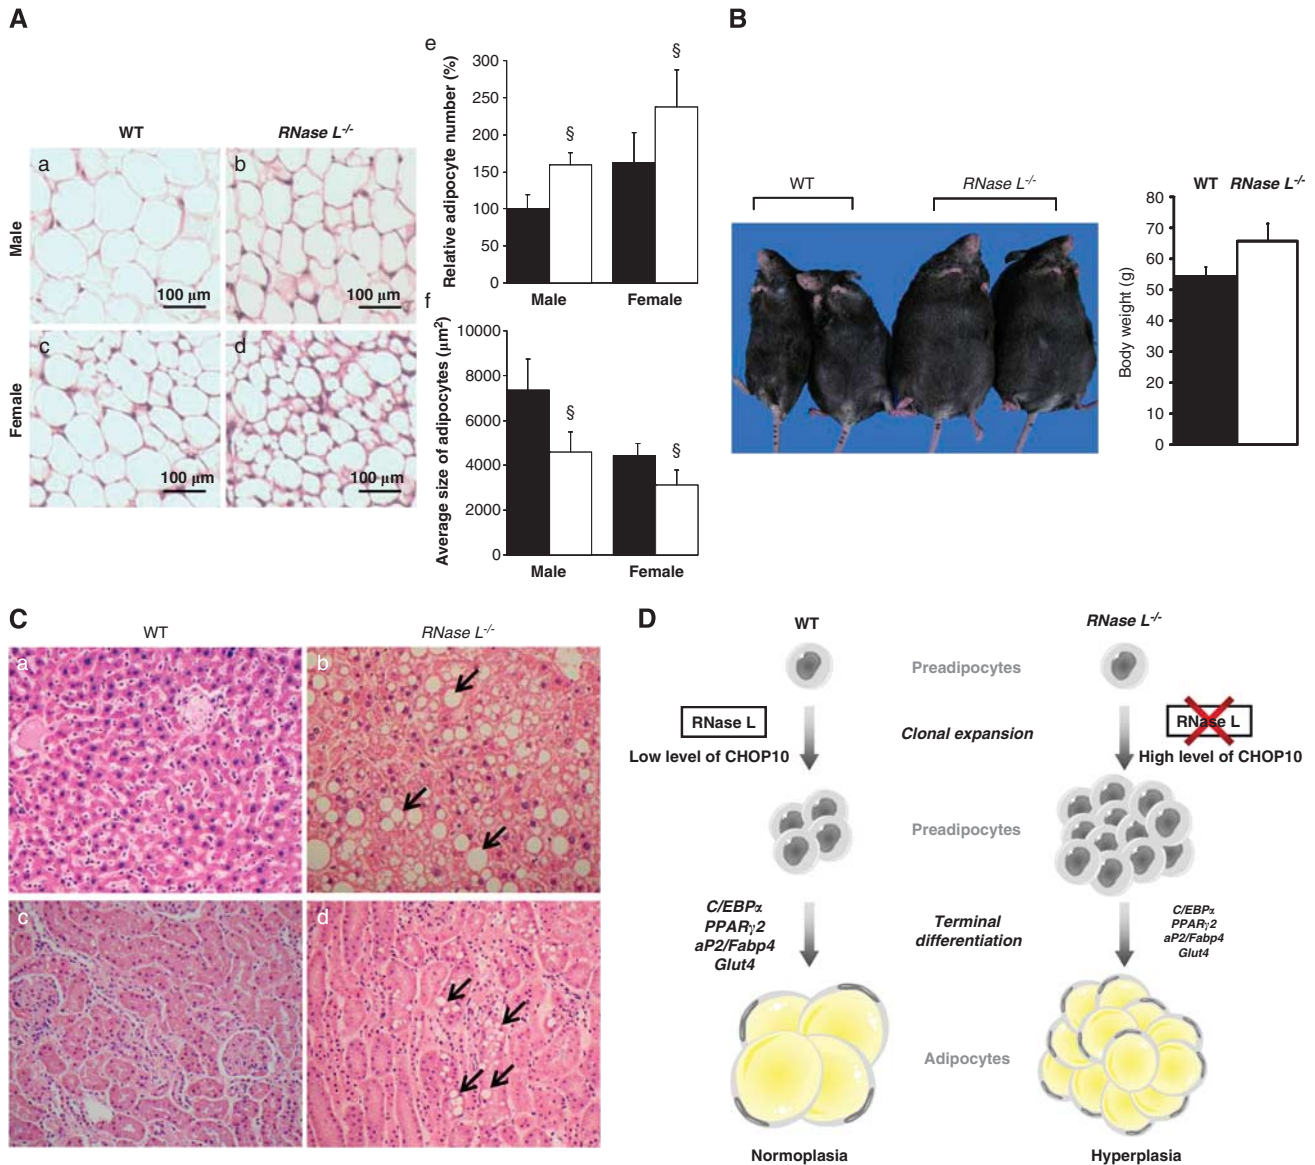 A
WT
RNase L-/-
Male
Female
a
b
c
d
100 μm
100 μm
100 μm
100 μm
e
Relative adipocyte number (%)
300
250
200
150
100
50
0
§
§
Male
Female
f
Average size of adipocytes (μm²)
10000
8000
6000
4000
2000
0
§
§
Male
Female
B
WT
RNase L-/-
WT
RNase L-/-
Body weight (g)
80
70
60
50
40
30
20
10
0
C
WT
RNase L-/-
a
b
c
d
D
WT
RNase L-/-
Preadipocytes
RNase L
Clonal expansion
RNase L
Low level of CHOP10
High level of CHOP10
Preadipocytes
C/EBPα
PPARγ2
aP2/Fabp4
Glut4
Terminal
differentiation
C/EBPα
PPARγ2
aP2/Fabp4
Glut4
Adipocytes
Normoplasia
Hyperplasia